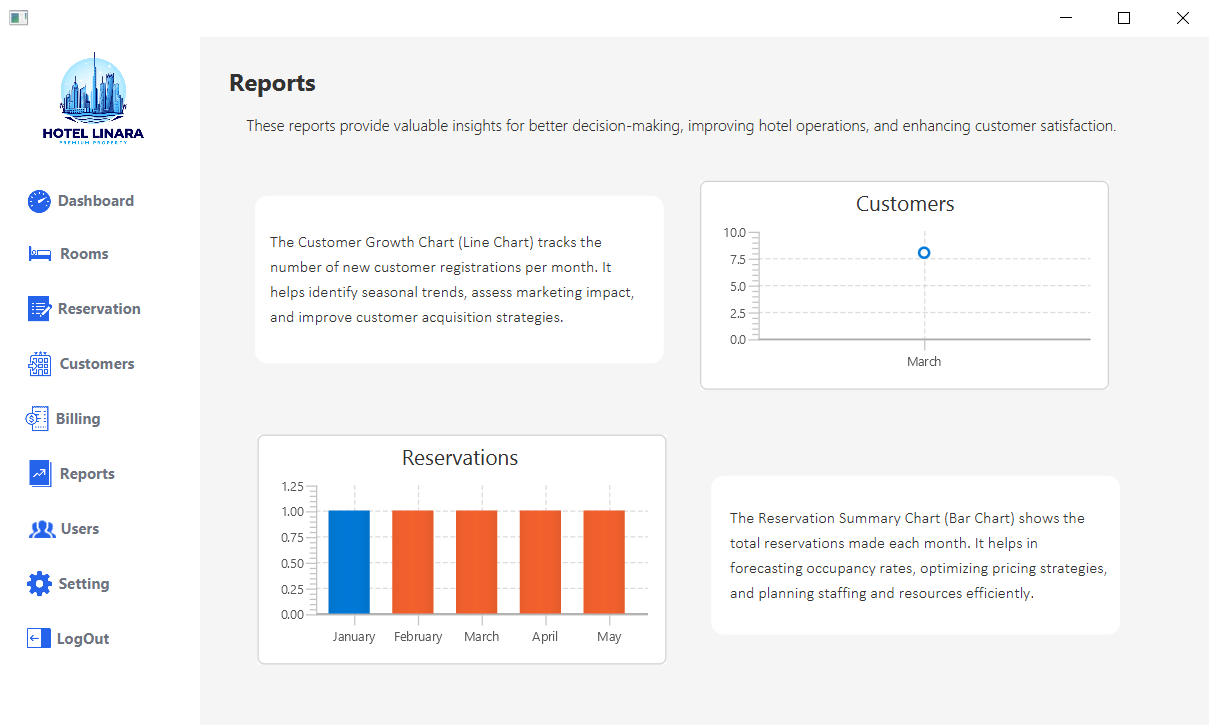 HOTEL LINARA
PREMIUM PROPERTY
Dashboard
Rooms
Reservation
Customers
Billing
Reports
Users
Setting
LogOut
Reports
These reports provide valuable insights for better decision-making, improving hotel operations, and enhancing customer satisfaction.
The Customer Growth Chart (Line Chart) tracks the
number of new customer registrations per month. It
helps identify seasonal trends, assess marketing impact,
and improve customer acquisition strategies.
Customers
10.0
7.5
5.0
2.5
0.0
March
Reservations
1.25
1.00
0.75
0.50
0.25
0.00
January February March April May
The Reservation Summary Chart (Bar Chart) shows the
total reservations made each month. It helps in
forecasting occupancy rates, optimizing pricing strategies,
and planning staffing and resources efficiently.